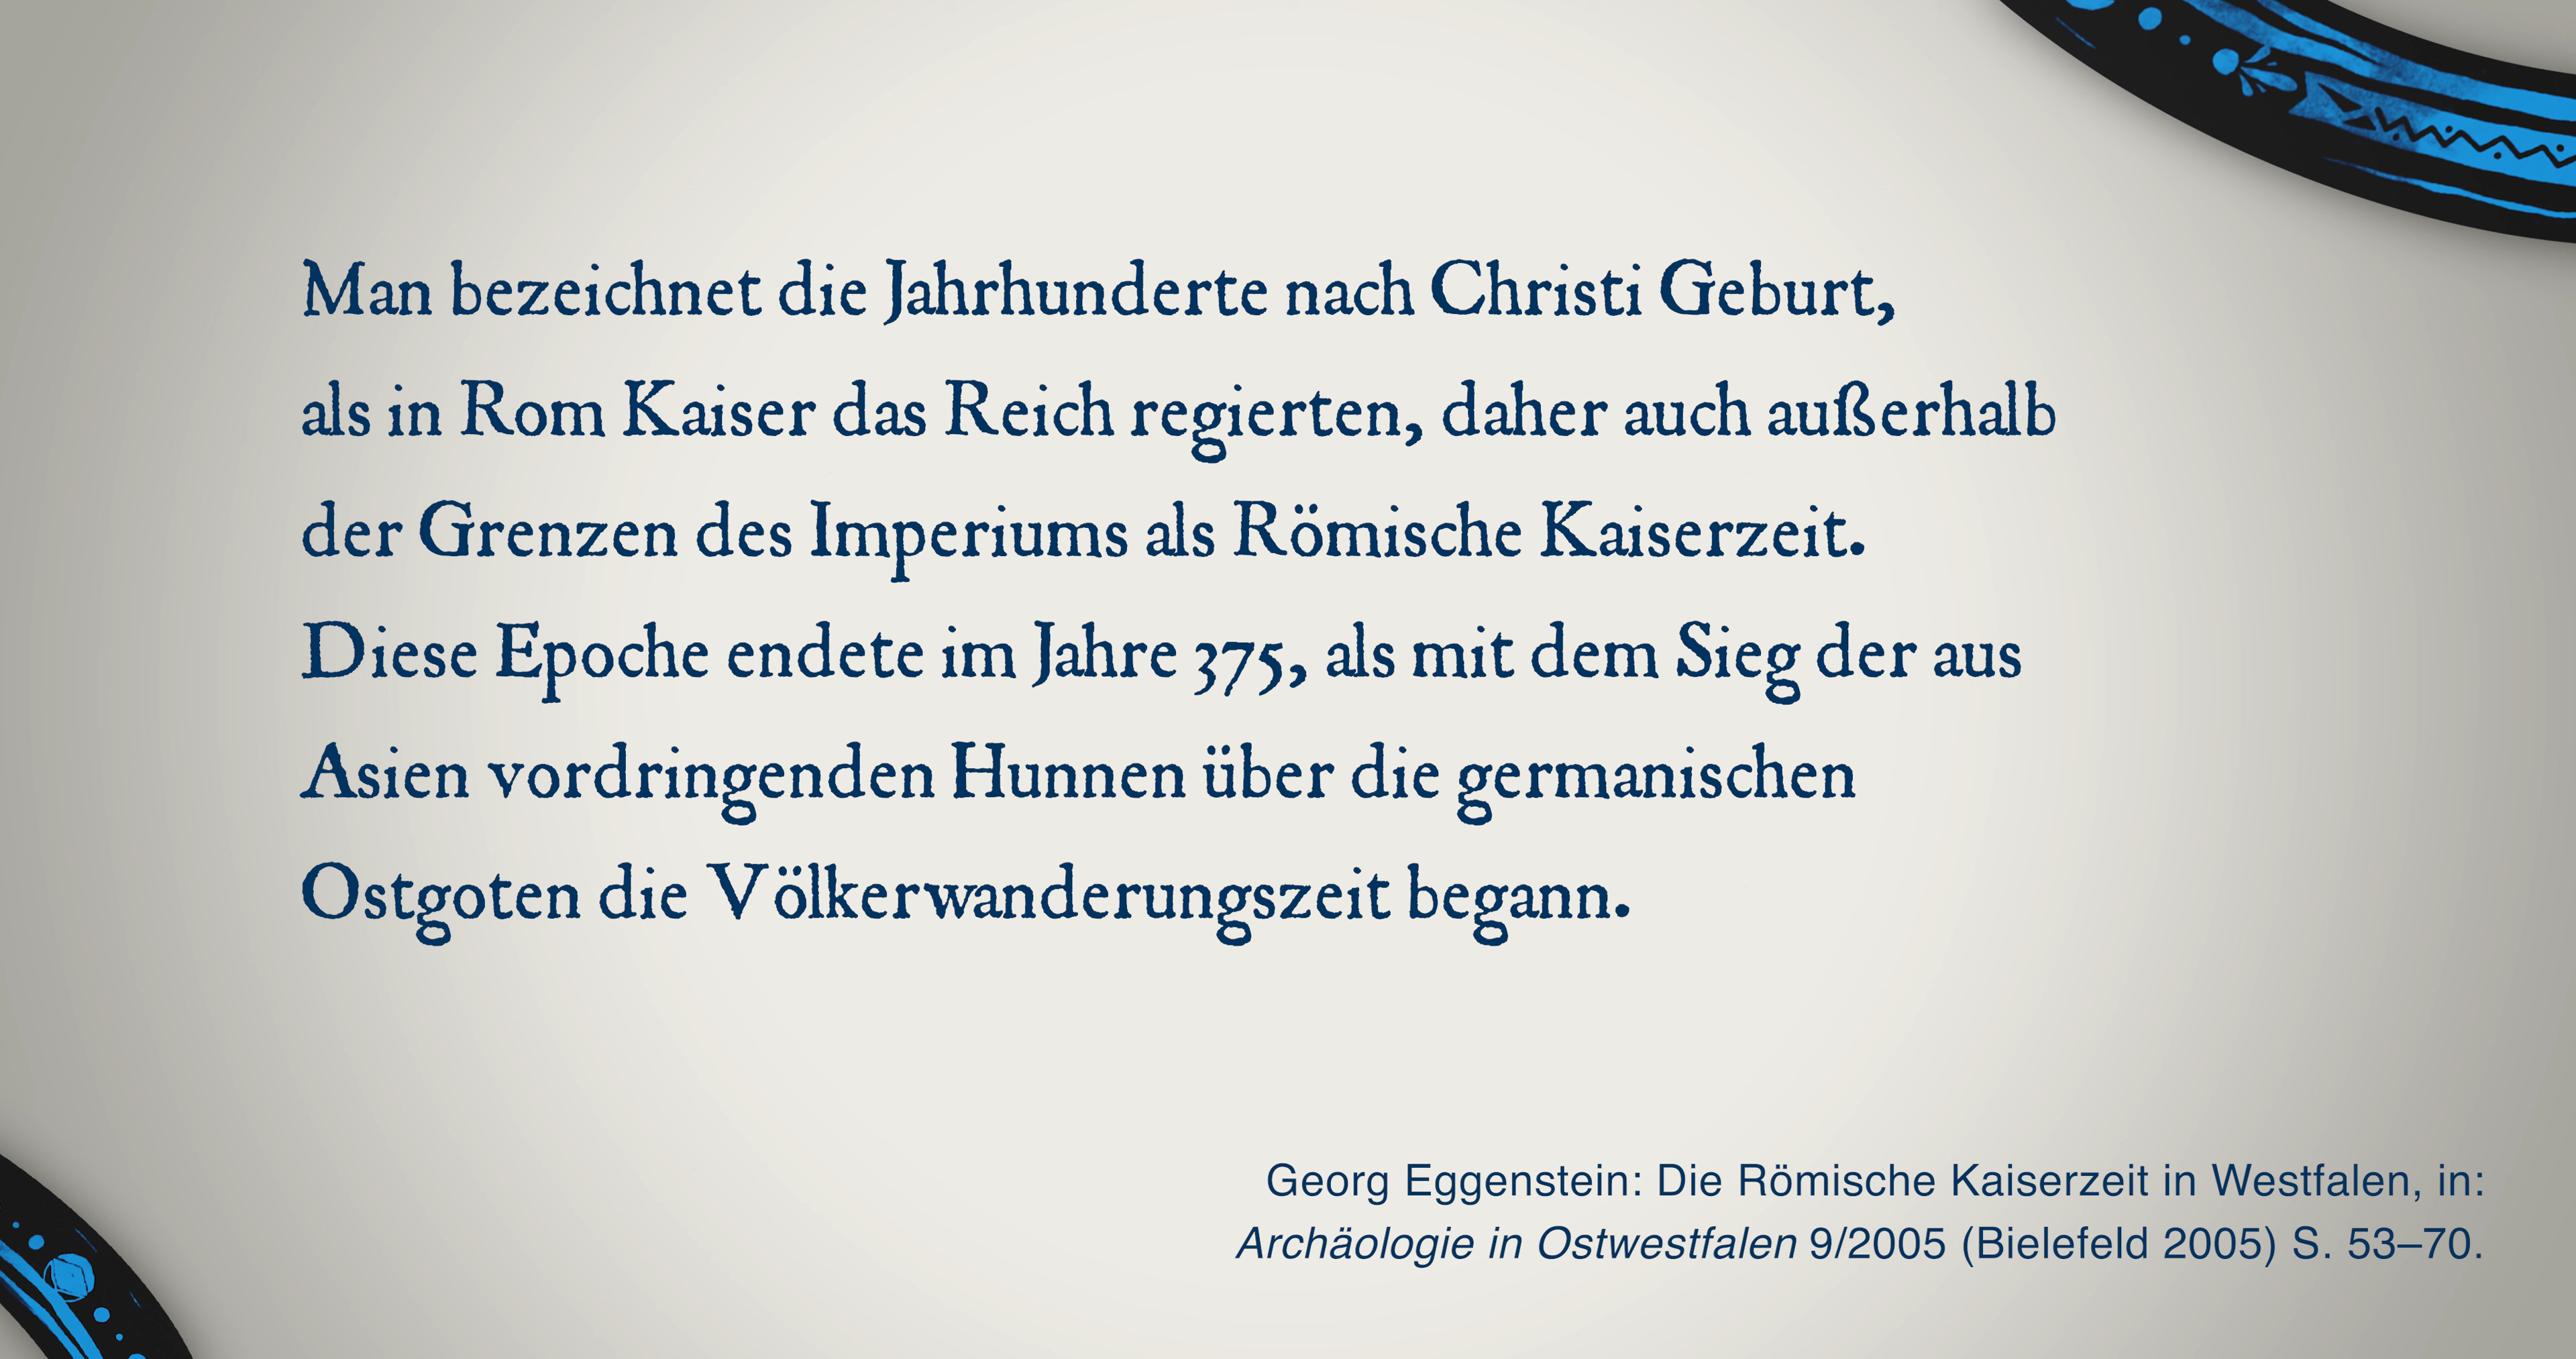 Man bezeichnet die Jahrhunderte nach Christi Geburt,
als in Rom Kaiser das Reich regierten, daher auch außerhalb
der Grenzen des Imperiums als Römische Kaiserzeit.
Diese Epoche endete im Jahre 375, als mit dem Sieg der aus
Asien vordringenden Hunnen über die germanischen
Ostgoten die Völkerwanderungszeit begann.
Georg Eggenstein: Die Römische Kaiserzeit in Westfalen, in:
Archäologie in Ostwestfalen 9/2005 (Bielefeld 2005) S. 53–70.